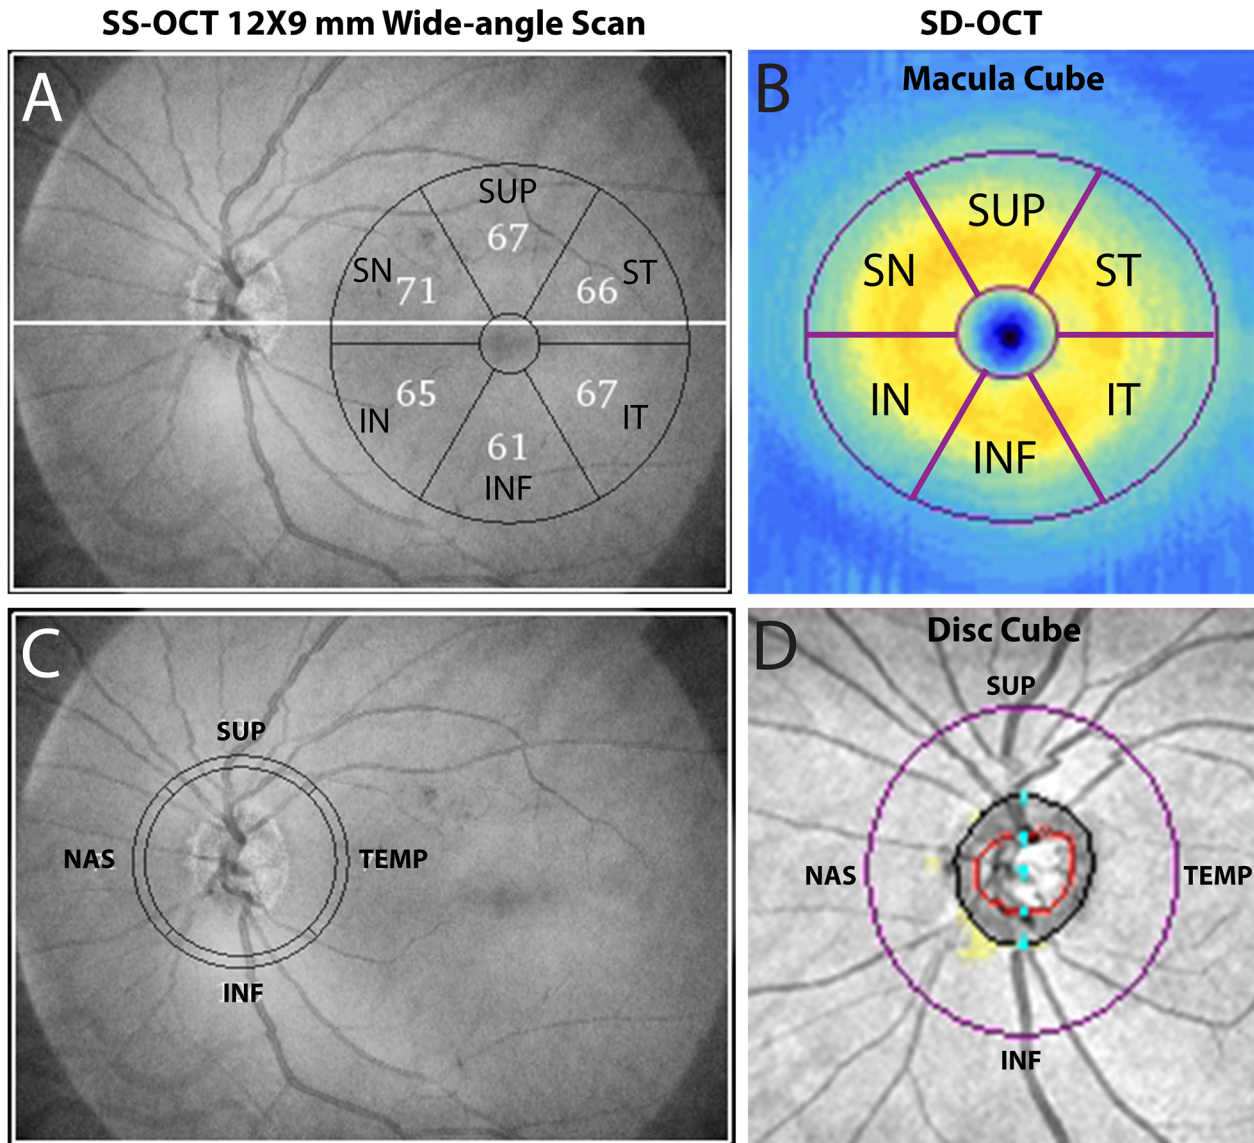 SS-OCT 12X9 mm Wide-angle Scan
SD-OCT
A
SUP
67
SN
71
66
ST
65
IN
67
IT
61
INF
B
Macula Cube
SUP
SN
ST
IN
IT
INF
C
SUP
NAS
TEMP
INF
D
Disc Cube
SUP
NAS
TEMP
INF